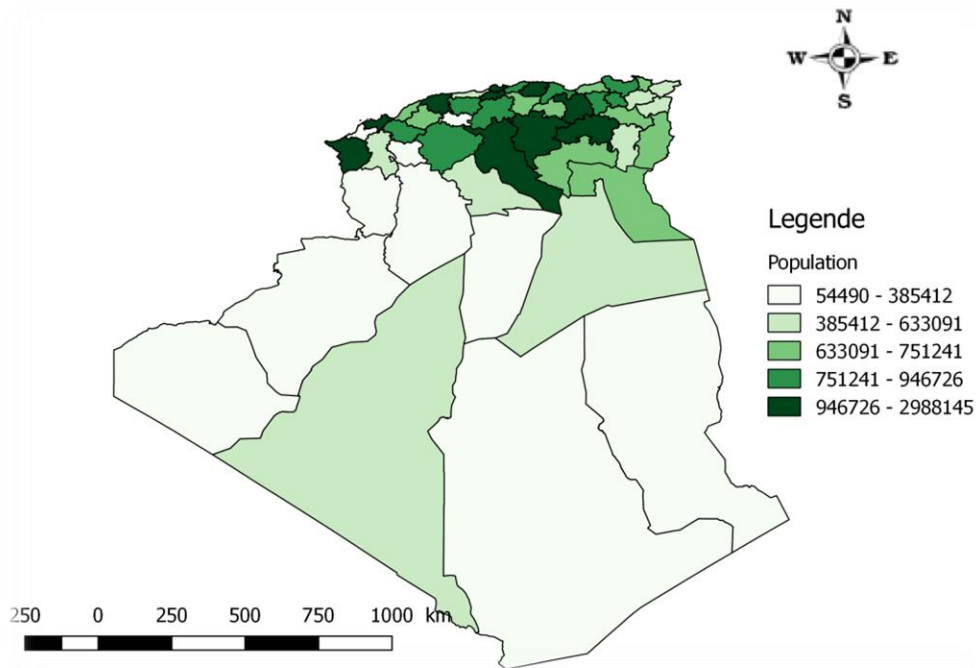 N
W E
S
Legende
Population
54490 - 385412
385412 - 633091
633091 - 751241
751241 - 946726
946726 - 2988145
250 0 250 500 750 1000 km